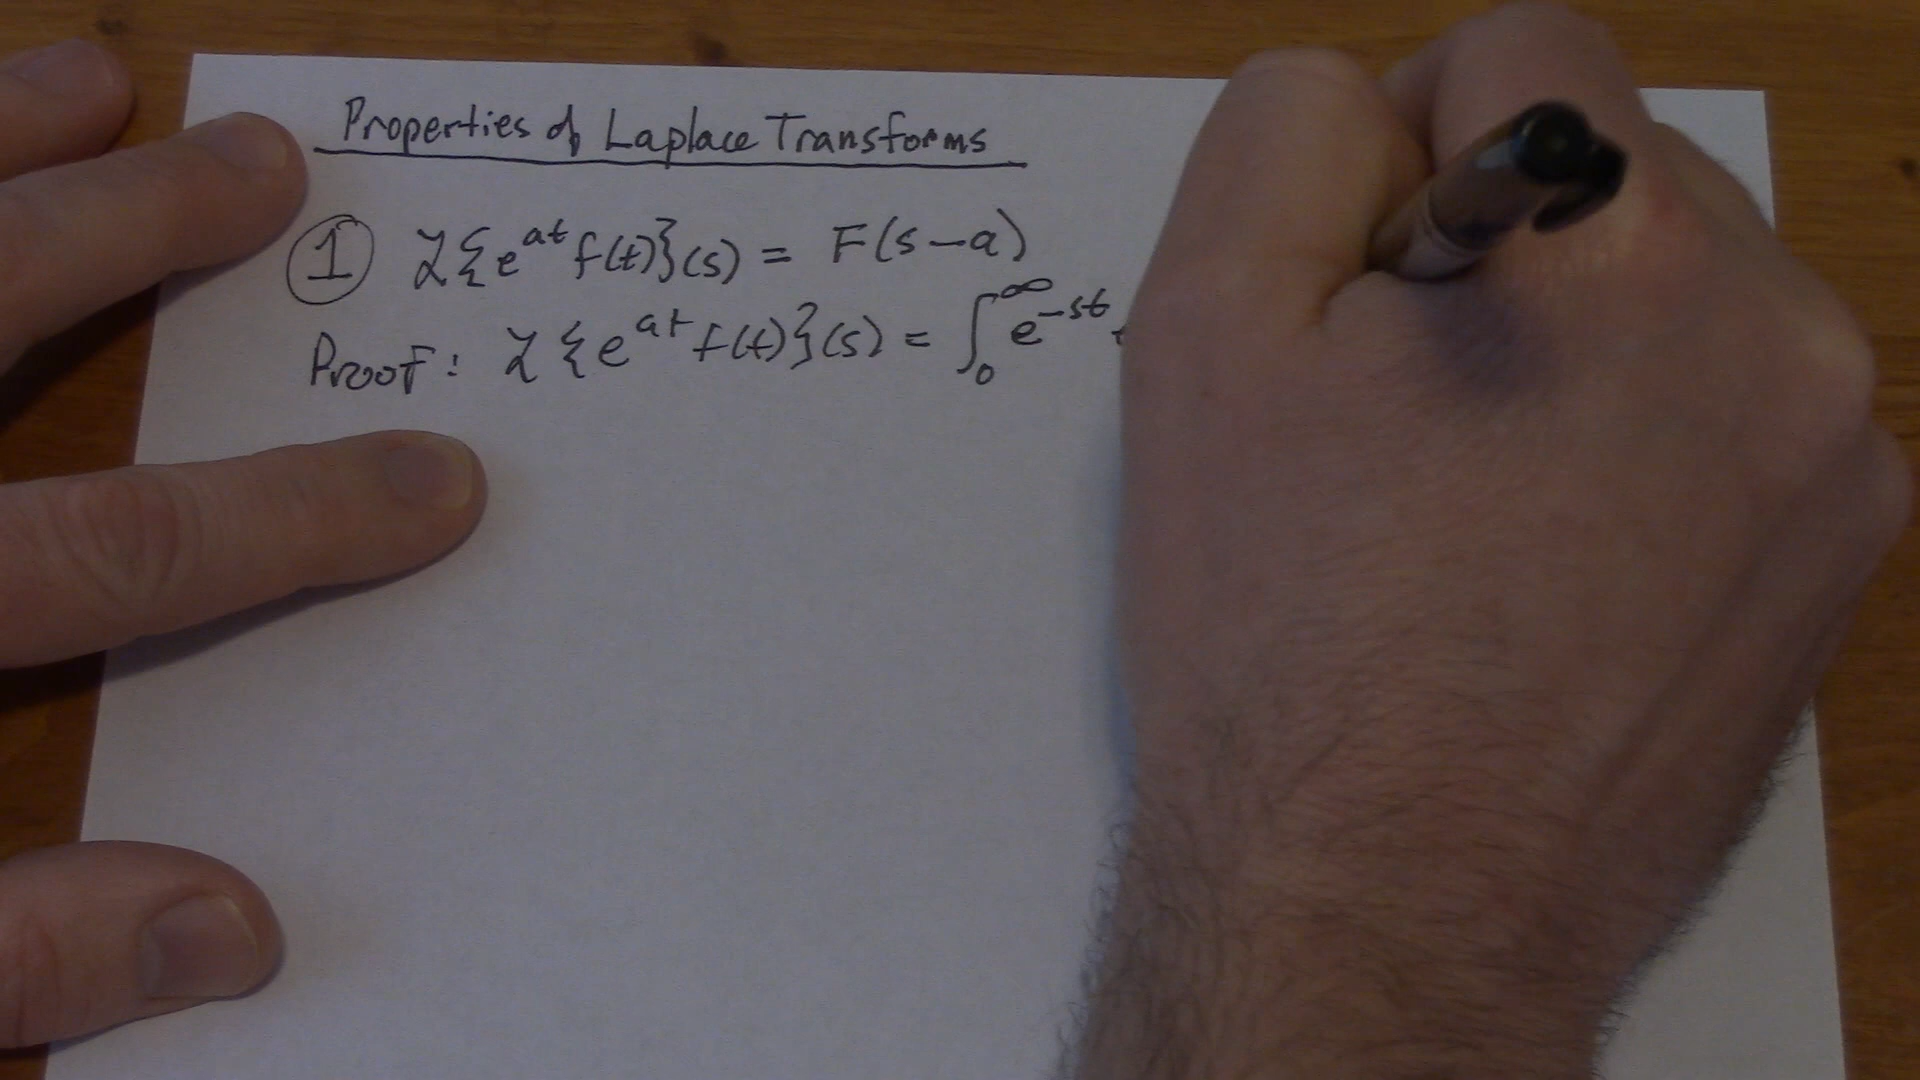 Properties of Laplace Transforms
① ℒ{e^{at} f(t)}(s) = F(s-a)
Proof: ℒ{e^{at} f(t)}(s) = ∫_0^∞ e^{-st}